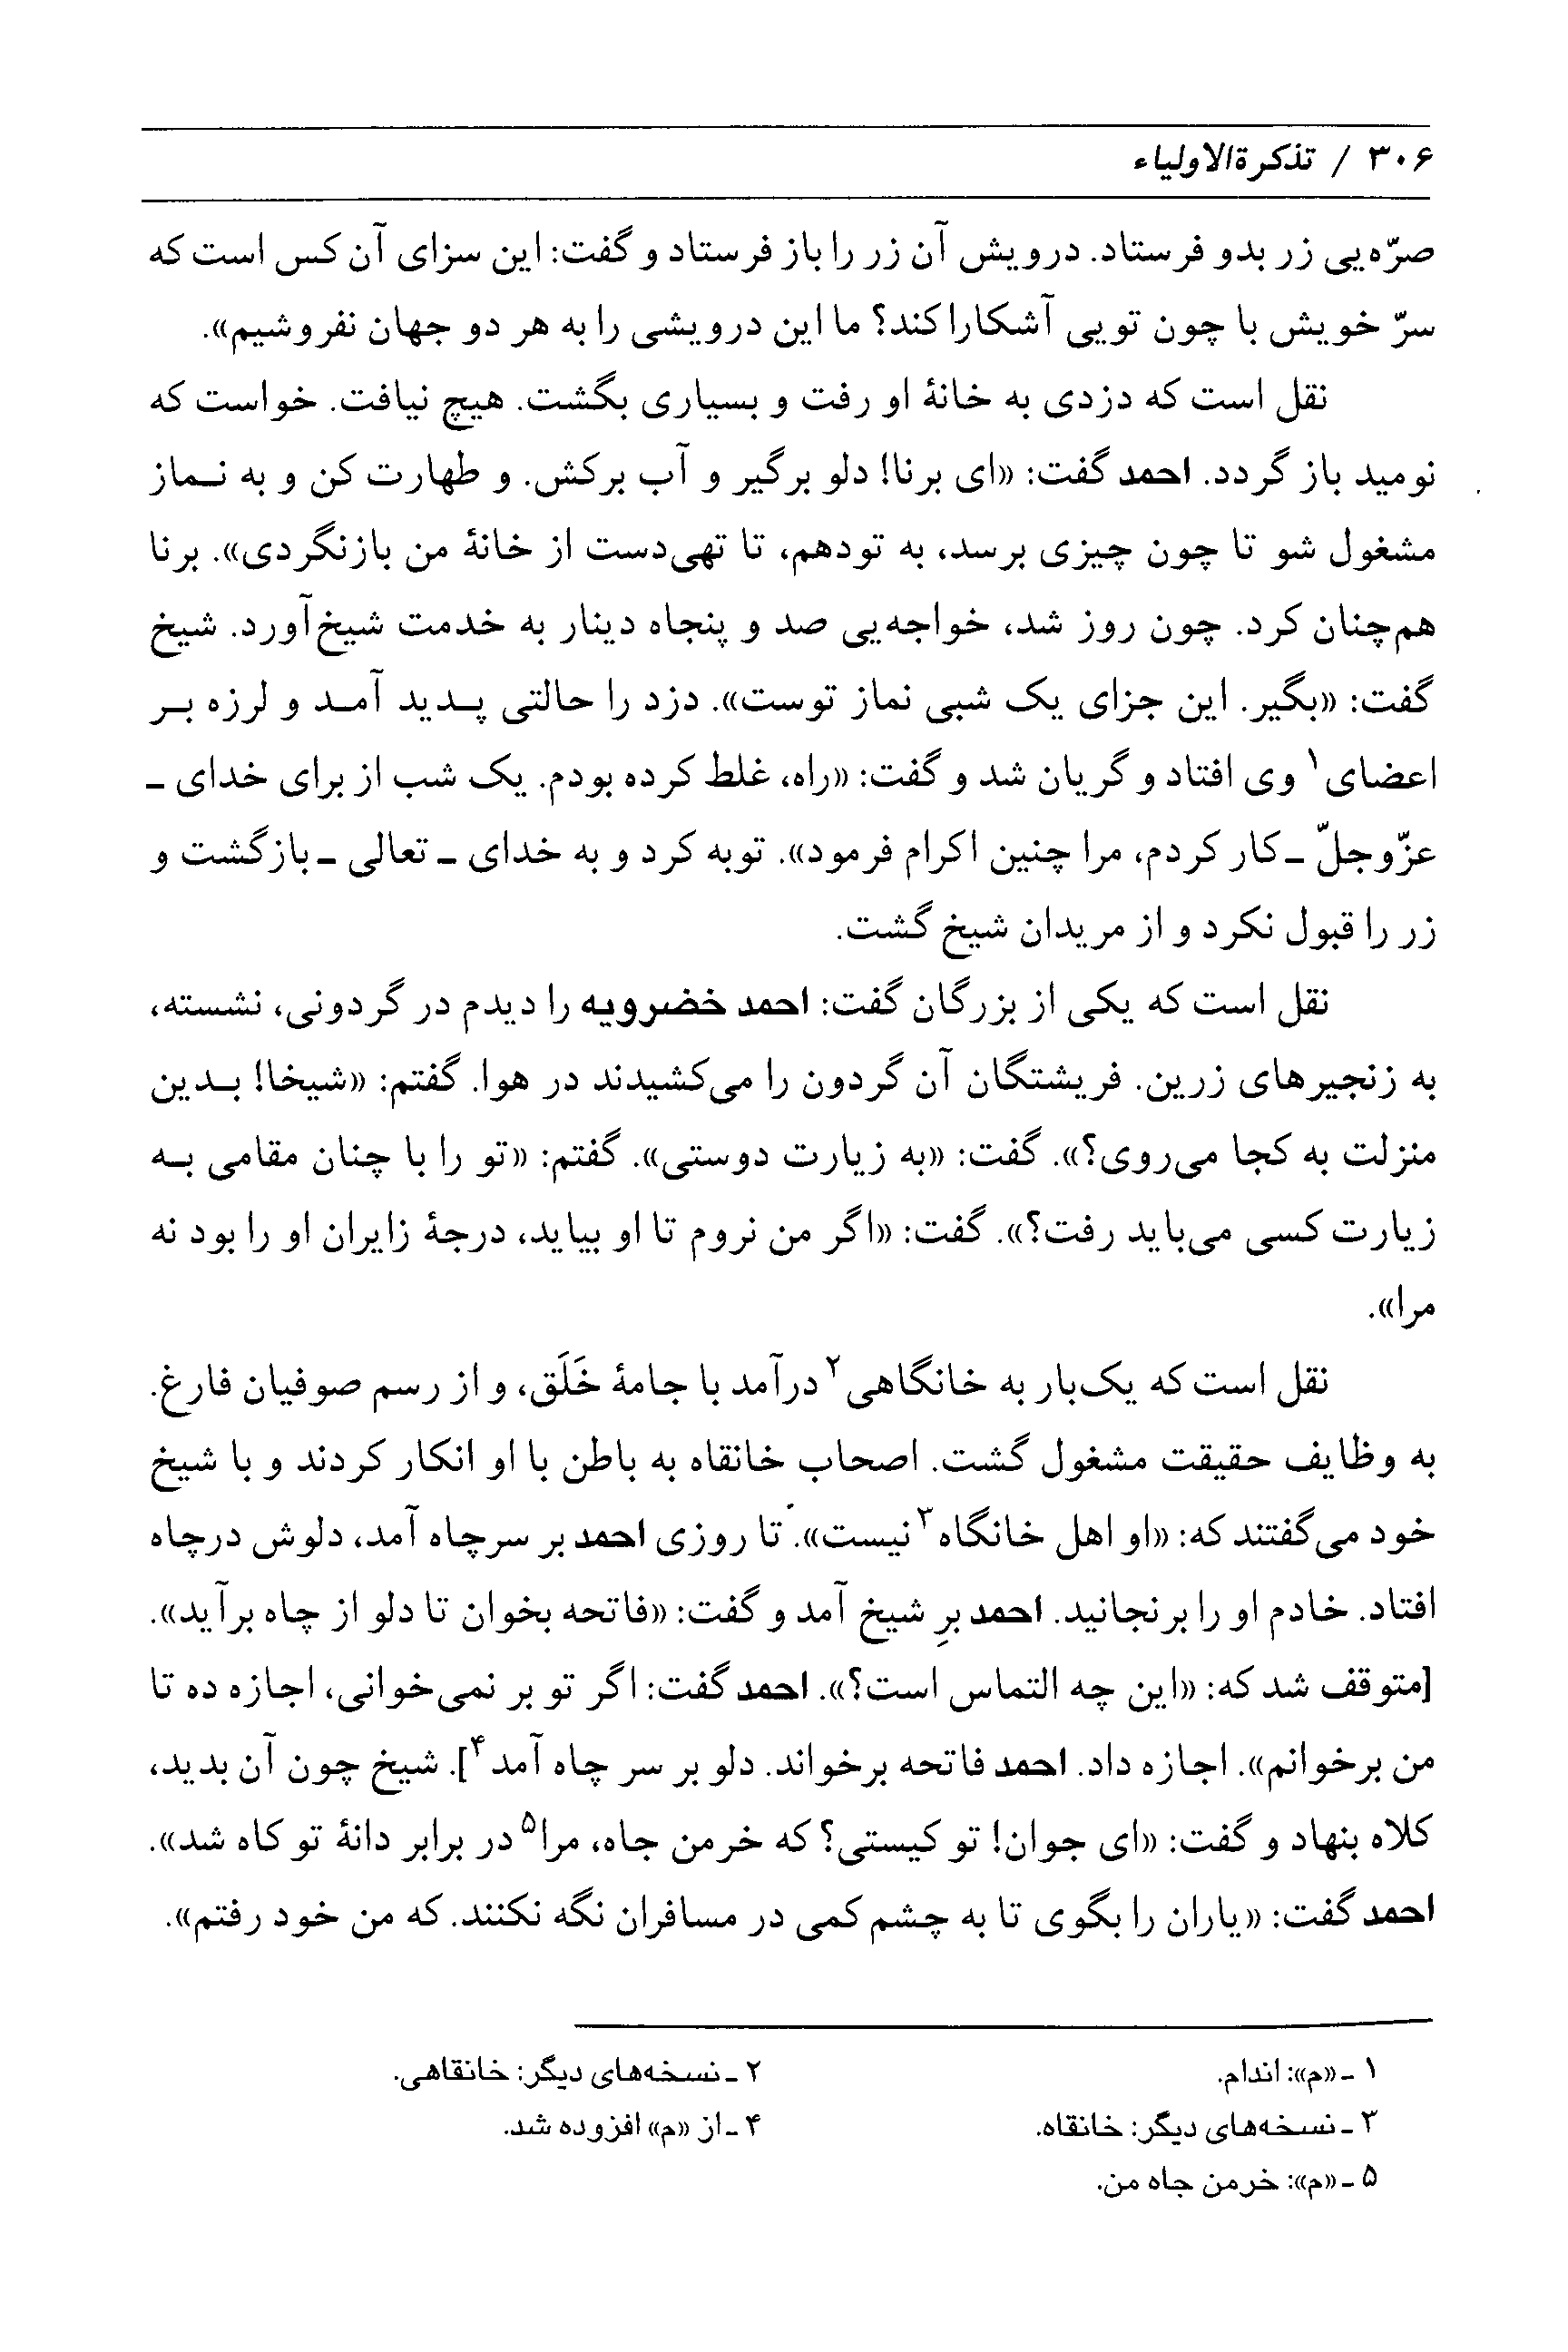 ۳۰۶ / تذکرةالاولیاء
صرّه‌یی زر بدو فرستاد. درویش آن زر را باز فرستاد و گفت: این سزای آن کس است که
سرّ خویش با چون تویی آشکارا کند؟ ما این درویشی را به هر دو جهان نفروشیم».
نقل است که دزدی به خانهٔ او رفت و بسیاری بگشت. هیچ نیافت. خواست که
نومید باز گردد. احمد گفت: «ای برنا! دلو برگیر و آب برکش. و طهارت کن و به نـماز
مشغول شو تا چون چیزی برسد، به تودهم، تا تهی‌دست از خانهٔ من بازنگردی». برنا
هم‌چنان کرد. چون روز شد، خواجه‌یی صد و پنجاه دینار به خدمت شیخ‌آورد. شیخ
گفت: «بگیر. این جزای یک شبی نماز توست». دزد را حالتی پـدید آمـد و لرزه بـر
اعضای۱ وی افتاد و گریان شد و گفت: «راه، غلط کرده بودم. یک شب از برای خدای ـ
عزّوجلّ ـ کار کردم، مرا چنین اکرام فرمود». توبه کرد و به خدای ـ تعالی ـ بازگشت و
زر را قبول نکرد و از مریدان شیخ گشت.
نقل است که یکی از بزرگان گفت: احمد خضرویه را دیدم در گردونی، نشسته،
به زنجیرهای زرین. فریشتگان آن گردون را می‌کشیدند در هوا. گفتم: «شیخا! بـدین
منزلت به کجا می‌روی؟». گفت: «به زیارت دوستی». گفتم: «تو را با چنان مقامی بـه
زیارت کسی می‌باید رفت؟». گفت: «اگر من نروم تا او بیاید، درجهٔ زایران او را بود نه
مرا».
نقل است که یک‌بار به خانگاهی۲ درآمد با جامهٔ خَلَق، و از رسم صوفیان فارغ.
به وظایف حقیقت مشغول گشت. اصحاب خانقاه به باطن با او انکار کردند و با شیخ
خود می‌گفتند که: «او اهل خانگاه۳ نیست». تا روزی احمد بر سرچاه آمد، دلوش درچاه
افتاد. خادم او را برنجانید. احمد برِ شیخ آمد و گفت: «فاتحه بخوان تا دلو از چاه برآید».
[متوقف شد که: «این چه التماس است؟». احمد گفت: اگر تو بر نمی‌خوانی، اجازه ده تا
من برخوانم». اجازه داد. احمد فاتحه برخواند. دلو بر سر چاه آمد۴]. شیخ چون آن بدید،
کلاه بنهاد و گفت: «ای جوان! تو کیستی؟ که خرمن جاه، مرا۵ در برابر دانهٔ تو کاه شد».
احمد گفت: «یاران را بگوی تا به چشم کمی در مسافران نگه نکنند. که من خود رفتم».
۱ ـ «م»: اندام.
۲ ـ نسخه‌های دیگر: خانقاهی.
۳ ـ نسخه‌های دیگر: خانقاه.
۴ ـ از «م» افزوده شد.
۵ ـ «م»: خرمن جاه من.